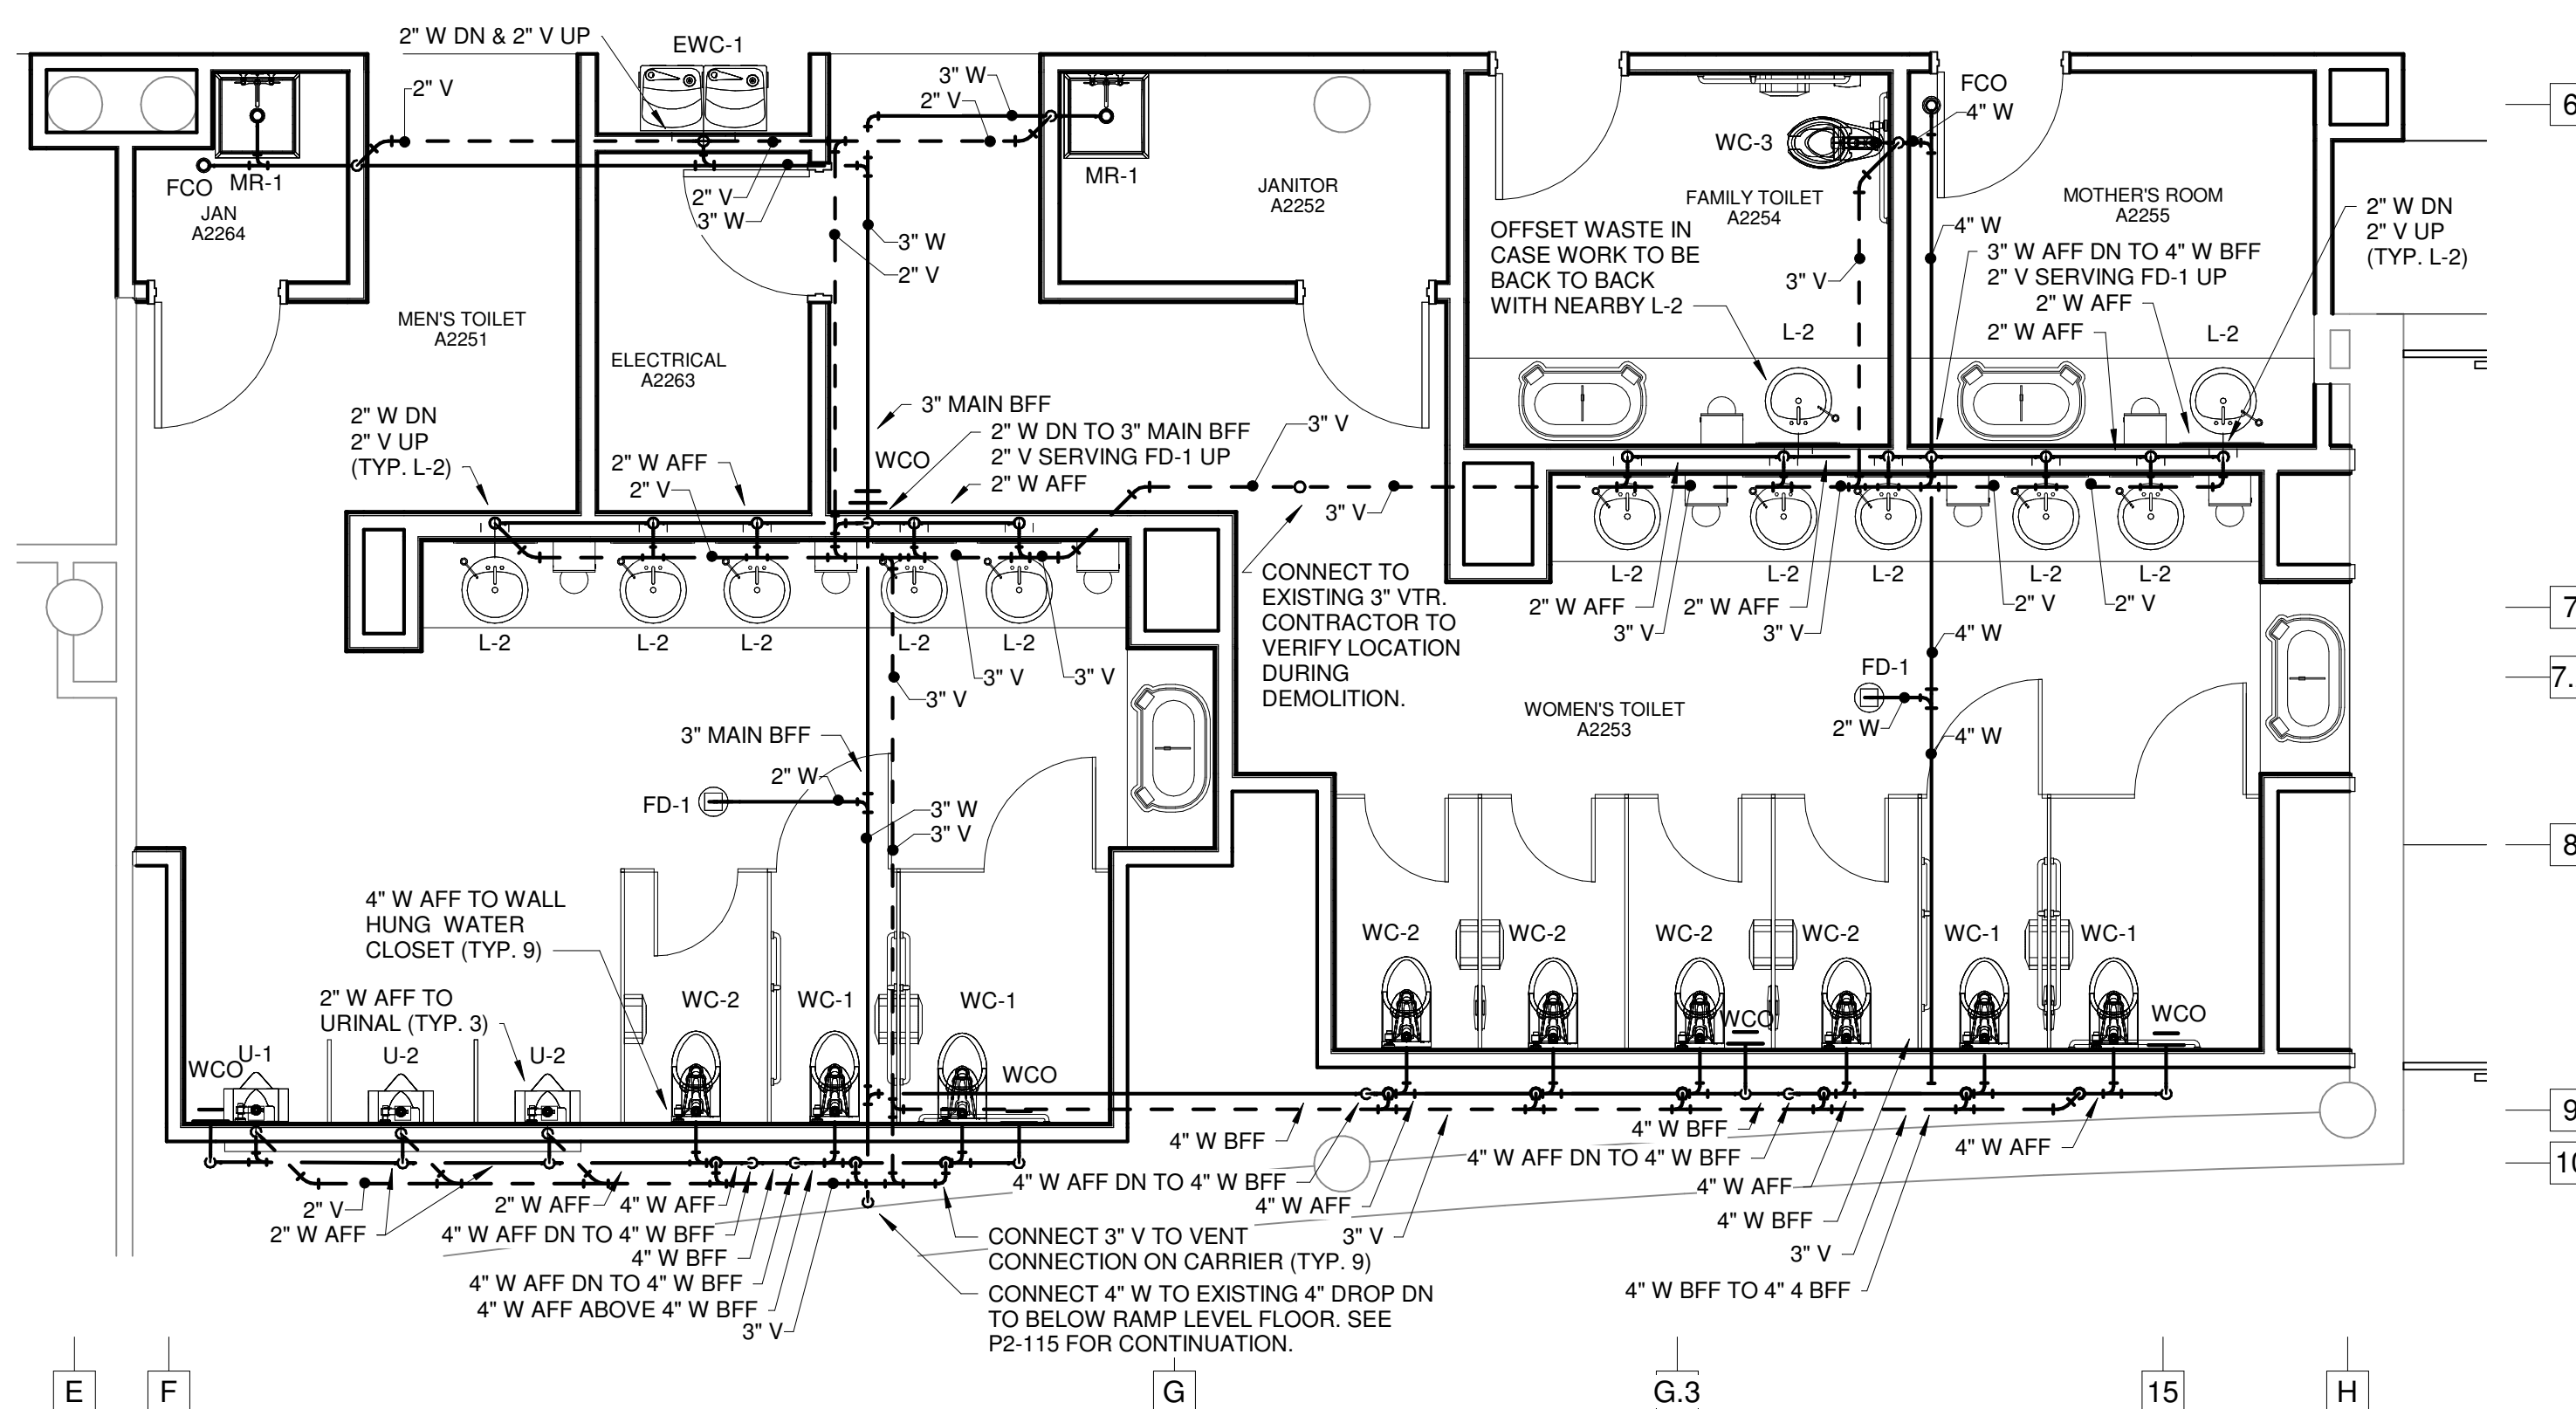 2" W DN & 2" V UP
EWC-1
2" V
3" W
2" V
FCO
4" W
WC-3
FCO
MR-1
JAN
A2264
2" V
3" W
MR-1
JANITOR
A2252
FAMILY TOILET
A2254
MOTHER'S ROOM
A2255
2" W DN
2" V UP
(TYP. L-2)
3" W
2" V
OFFSET WASTE IN
CASE WORK TO BE
BACK TO BACK
WITH NEARBY L-2
3" V
4" W
3" W AFF DN TO 4" W BFF
2" V SERVING FD-1 UP
2" W AFF
2" W AFF
L-2
L-2
MEN'S TOILET
A2251
ELECTRICAL
A2263
2" W DN
2" V UP
(TYP. L-2)
3" MAIN BFF
2" W DN TO 3" MAIN BFF
2" V SERVING FD-1 UP
2" W AFF
WCO
2" W AFF
2" V
3" V
3" V
CONNECT TO
EXISTING 3" VTR.
CONTRACTOR TO
VERIFY LOCATION
DURING
DEMOLITION.
L-2
L-2
L-2
L-2
L-2
2" W AFF
3" V
2" W AFF
3" V
2" V
2" V
L-2
L-2
L-2
L-2
L-2
3" V
3" V
3" V
4" W
FD-1
2" W
4" W
WOMEN'S TOILET
A2253
3" MAIN BFF
2" W
FD-1
3" W
3" V
4" W AFF TO WALL
HUNG WATER
CLOSET (TYP. 9)
2" W AFF TO
URINAL (TYP. 3)
WC-2
WC-1
WC-1
WC-2
WC-2
WC-2
WC-2
WC-1
WC-1
WCO
U-1
U-2
U-2
WCO
WCO
WCO
2" V
2" W AFF
2" W AFF
4" W AFF
4" W AFF DN TO 4" W BFF
4" W BFF
4" W AFF DN TO 4" W BFF
4" W AFF ABOVE 4" W BFF
3" V
4" W BFF
4" W AFF DN TO 4" W BFF
4" W AFF
3" V
CONNECT 3" V TO VENT
CONNECTION ON CARRIER (TYP. 9)
CONNECT 4" W TO EXISTING 4" DROP DN
TO BELOW RAMP LEVEL FLOOR. SEE
P2-115 FOR CONTINUATION.
4" W BFF
4" W AFF DN TO 4" W BFF
4" W AFF
4" W BFF
3" V
4" W BFF TO 4" 4 BFF
4" W AFF
6
7
7.
8
9
10
E
F
G
G.3
15
H